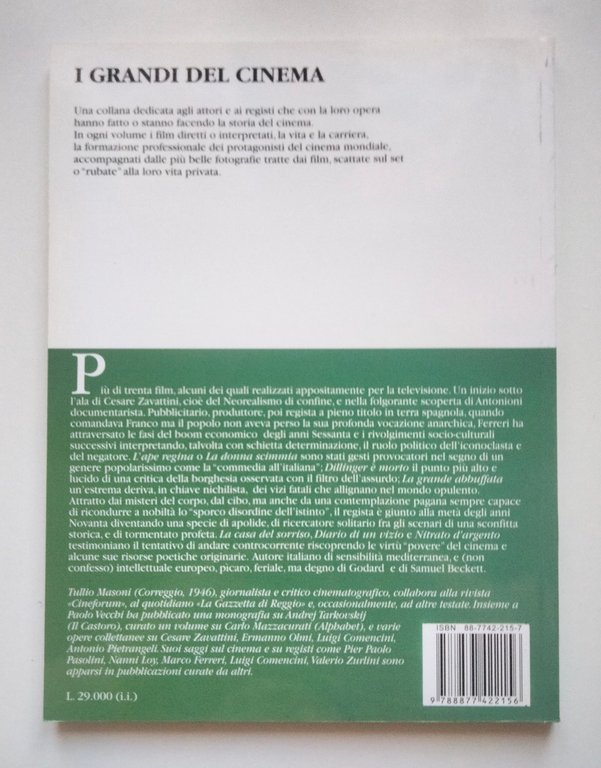 I GRANDI DEL CINEMA
Una collana dedicata agli attori e ai registi che con la loro opera
hanno fatto o stanno facendo la storia del cinema.
In ogni volume i film diretti o interpretati, la vita e la carriera,
la formazione professionale dei protagonisti del cinema mondiale,
accompagnati dalle più belle fotografie tratte dai film, scattate sul set
o "rubate" alla loro vita privata.
Più di trenta film, alcuni dei quali realizzati appositamente per la televisione. Un inizio sotto
l'ala di Cesare Zavattini, cioè del Neorealismo di confine, e nella folgorante scoperta di Antonioni
documentarista. Pubblicitario, produttore, poi regista a pieno titolo in terra spagnola, quando
comandava Franco ma il popolo non aveva perso la sua profonda vocazione anarchica, Ferreri ha
attraversato le fasi del boom economico degli anni Sessanta e i rivolgimenti socio-culturali
successivi interpretando, talvolta con schietta determinazione, il ruolo politico dell'iconoclasta e
del negatore. L'ape regina o La donna scimmia sono stati gesti provocatori nel segno di un
genere popolarissimo come la "commedia all'italiana"; Dillinger è morto il punto più alto e
lucido di una critica della borghesia osservata con il filtro dell'assurdo; La grande abbuffata
un'estrema deriva, in chiave nichilista, dei vizi fatali che allignano nel mondo opulento.
Attratto dai misteri del corpo, dal cibo, ma anche da una contemplazione pagana sempre capace
di ricondurre a nobiltà lo "sporco disordine dell'istinto", il regista è giunto alla metà degli anni
Novanta diventando una specie di apolide, di ricercatore solitario fra gli scenari di una sconfitta
storica, e di tormentato profeta. La casa del sorriso, Diario di un vizio e Nitrato d'argento
testimoniano il tentativo di andare controcorrente riscoprendo le virtù "povere" del cinema e
alcune sue risorse poetiche originarie. Autore italiano di sensibilità mediterranea, e (non
confesso) intellettuale europeo, picaro, feriale, ma degno di Godard e di Samuel Beckett.
Tullio Masoni (Correggio, 1946), giornalista e critico cinematografico, collabora alla rivista
«Cineforum», al quotidiano «La Gazzetta di Reggio» e, occasionalmente, ad altre testate. Insieme a
Paolo Vecchi ha pubblicato una monografia su Andrej Tarkovskij
(Il Castoro), curato un volume su Carlo Mazzacurati (Alphabet), e varie
opere collettanee su Cesare Zavattini, Ermanno Olmi, Luigi Comencini,
Antonio Pietrangeli. Suoi saggi sul cinema e su registi come Pier Paolo
Pasolini, Nanni Loy, Marco Ferreri, Luigi Comencini, Valerio Zurlini sono
apparsi in pubblicazioni curate da altri.
L. 29.000 (i.i.)
ISBN 88-7742-215-7
9 788877 422156